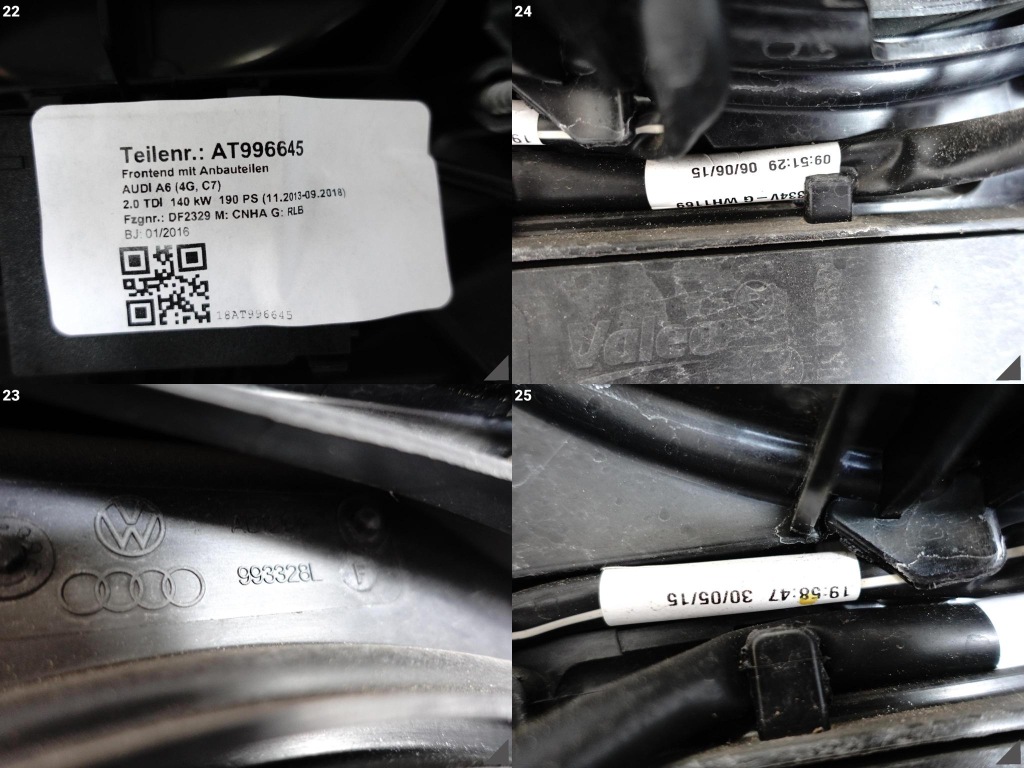 22
Teilenr.: AT996645
Frontend mit Anbauteilen
AUDI A6 (4G, C7)
2.0 TDI 140 kW 190 PS (11.2013-09.2018)
Fzgnr.: DF2329 M: CNHA G: RLB
BJ: 01/2016
18AT996645
24
09:51:29 06/06/15
334V-G WH1169
Valeo
23
993328L
F
25
19:58:47 30/05/15